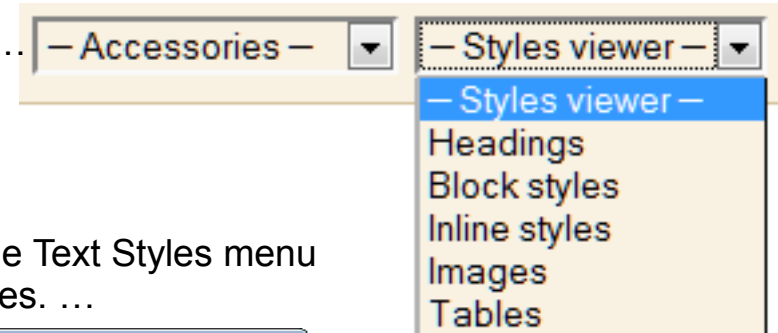 … — Accessories — — Styles viewer —
— Styles viewer —
Headings
Block styles
Inline styles
Images
Tables
e Text Styles menu
es. …